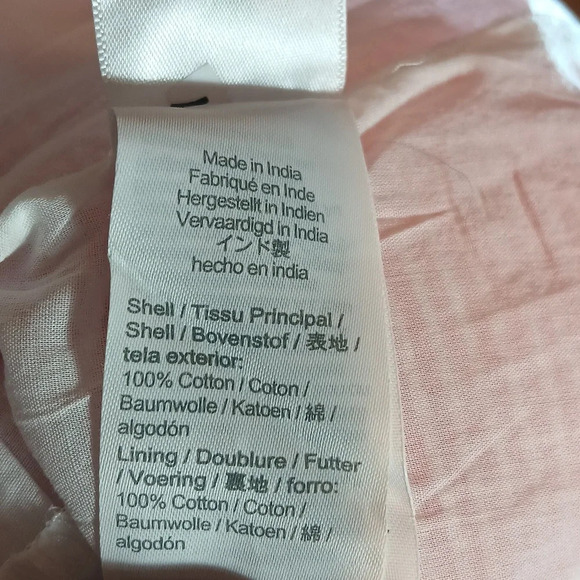 Made in India
Fabriqué en Inde
Hergestellt in Indien
Vervaardigd in India
インド製
hecho en india
Shell / Tissu Principal /
Shell / Bovenstof / 表地 /
tela exterior:
100% Cotton / Coton /
Baumwolle / Katoen / 綿 /
algodón
Lining / Doublure / Futter
/ Voering / 裏地 / forro:
100% Cotton / Coton /
Baumwolle / Katoen / 綿 /
algodón